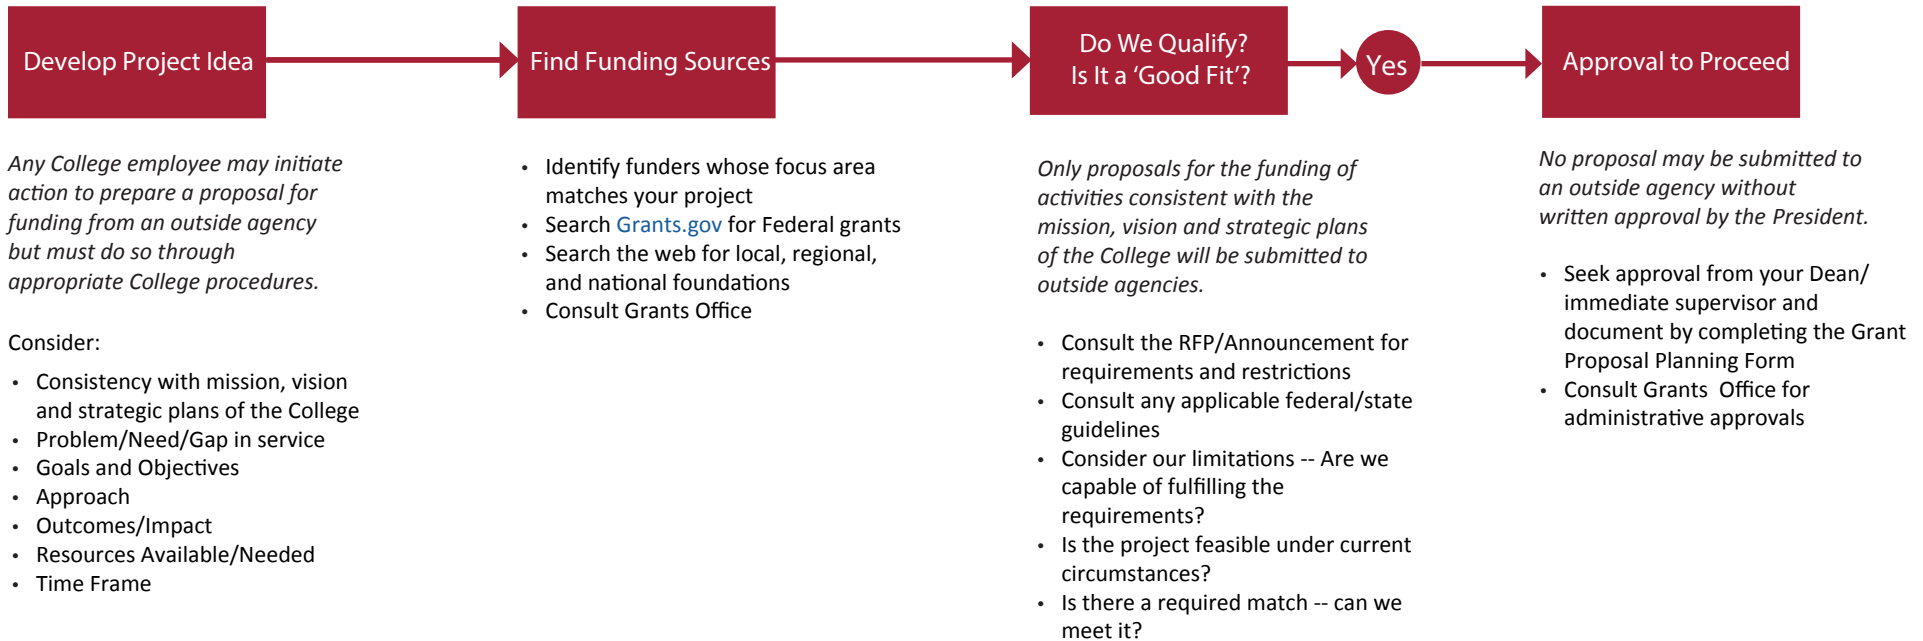 Develop Project Idea
Find Funding Sources
Do We Qualify?
Is It a ‘Good Fit’?
Yes
Approval to Proceed
Any College employee may initiate
action to prepare a proposal for
funding from an outside agency
but must do so through
appropriate College procedures.
Consider:
• Consistency with mission, vision
and strategic plans of the College
• Problem/Need/Gap in service
• Goals and Objectives
• Approach
• Outcomes/Impact
• Resources Available/Needed
• Time Frame
• Identify funders whose focus area
matches your project
• Search Grants.gov for Federal grants
• Search the web for local, regional,
and national foundations
• Consult Grants Office
Only proposals for the funding of
activities consistent with the
mission, vision and strategic plans
of the College will be submitted to
outside agencies.
• Consult the RFP/Announcement for
requirements and restrictions
• Consult any applicable federal/state
guidelines
• Consider our limitations -- Are we
capable of fulfilling the
requirements?
• Is the project feasible under current
circumstances?
• Is there a required match -- can we
meet it?
No proposal may be submitted to
an outside agency without
written approval by the President.
• Seek approval from your Dean/
immediate supervisor and
document by completing the Grant
Proposal Planning Form
• Consult Grants Office for
administrative approvals